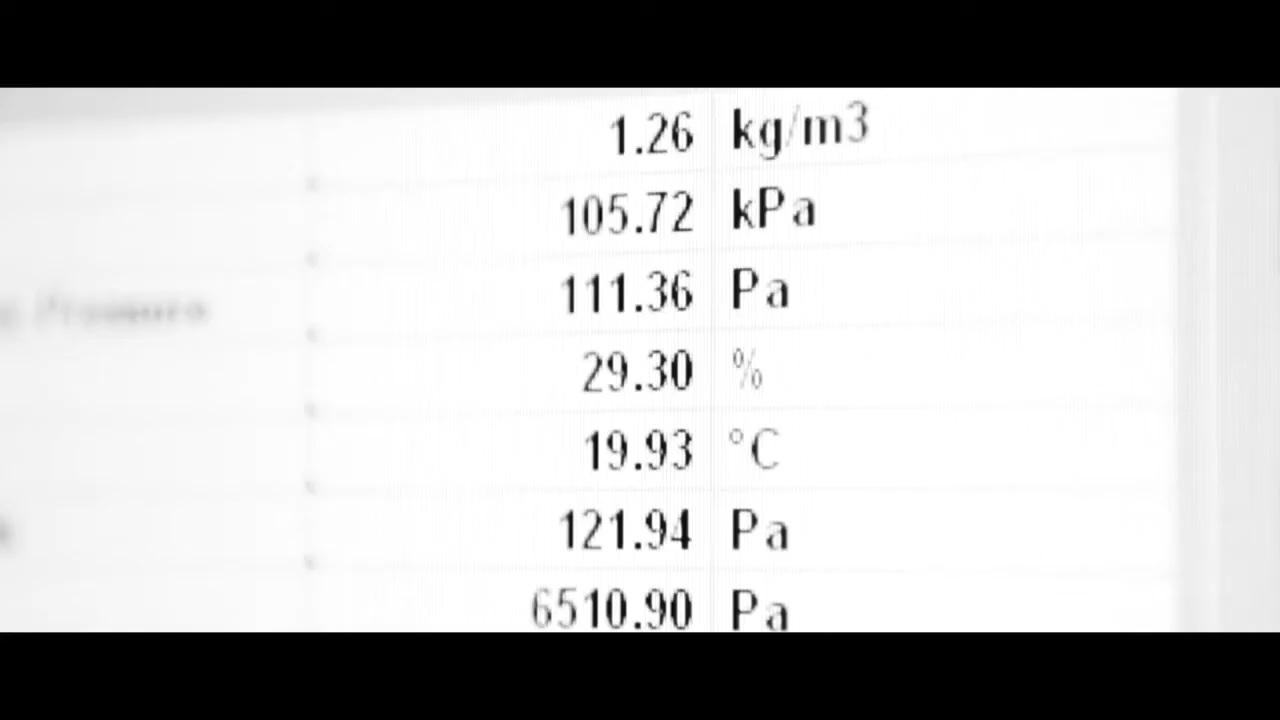 1.26 kg/m3
105.72 kPa
Pressure 111.36 Pa
29.30 %
19.93 °C
121.94 Pa
6510.90 Pa